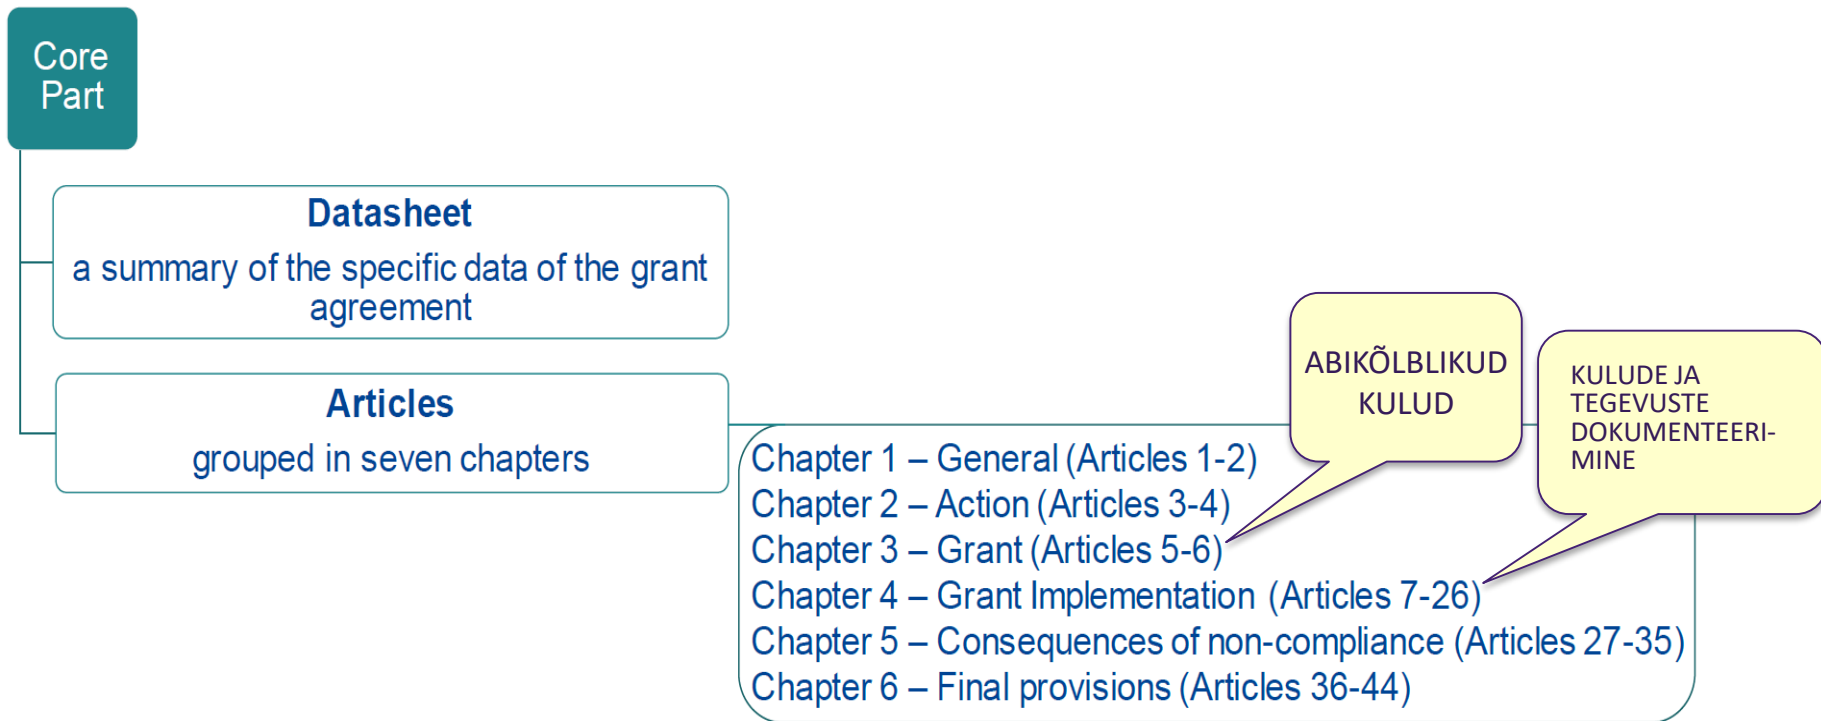 Core
Part
Datasheet
a summary of the specific data of the grant
agreement
Articles
grouped in seven chapters
ABIKÕLBLIKUD
KULUD
KULUDE JA
TEGEVUSTE
DOKUMENTEERI-
MINE
Chapter 1 – General (Articles 1-2)
Chapter 2 – Action (Articles 3-4)
Chapter 3 – Grant (Articles 5-6)
Chapter 4 – Grant Implementation (Articles 7-26)
Chapter 5 – Consequences of non-compliance (Articles 27-35)
Chapter 6 – Final provisions (Articles 36-44)